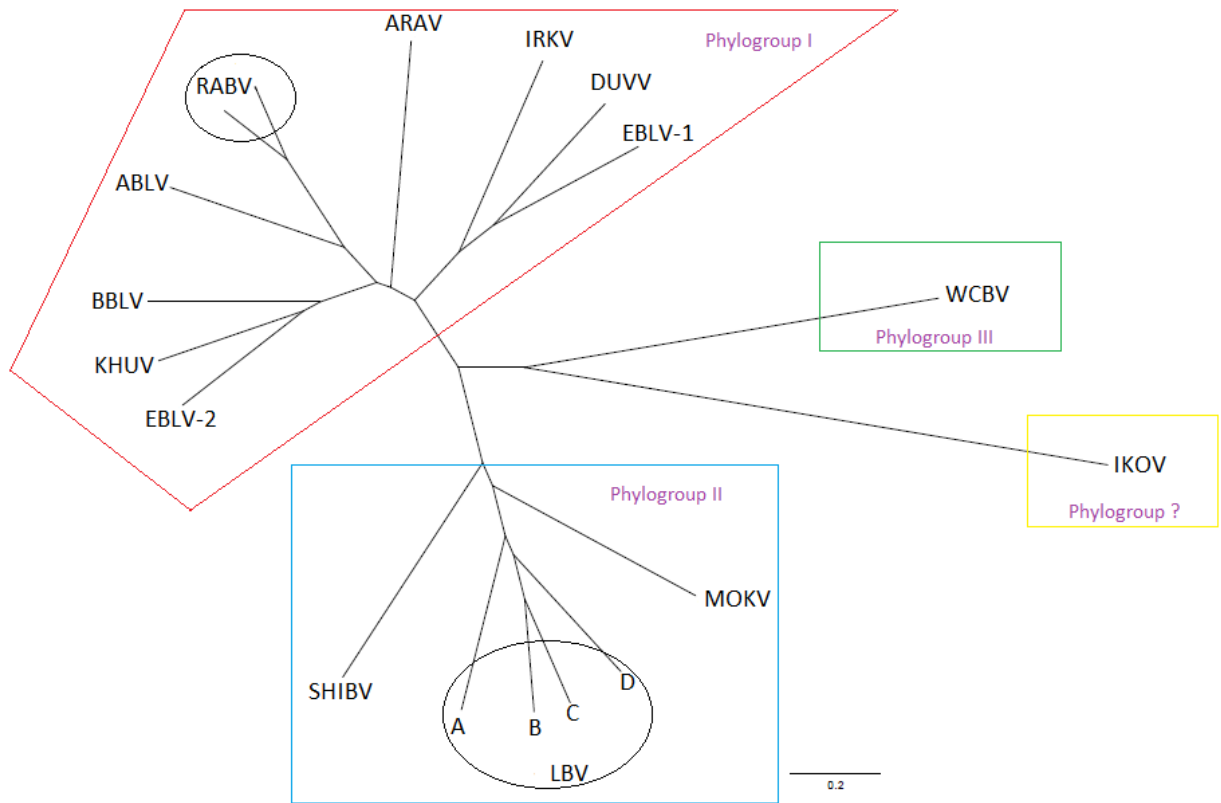 ARAV
IRKV
Phylogroup I
RABV
DUVV
EBLV-1
ABLV
BBLV
WCBV
Phylogroup III
KHUV
EBLV-2
IKOV
Phylogroup ?
Phylogroup II
MOKV
SHIBV
A
B
C
D
LBV
0.2